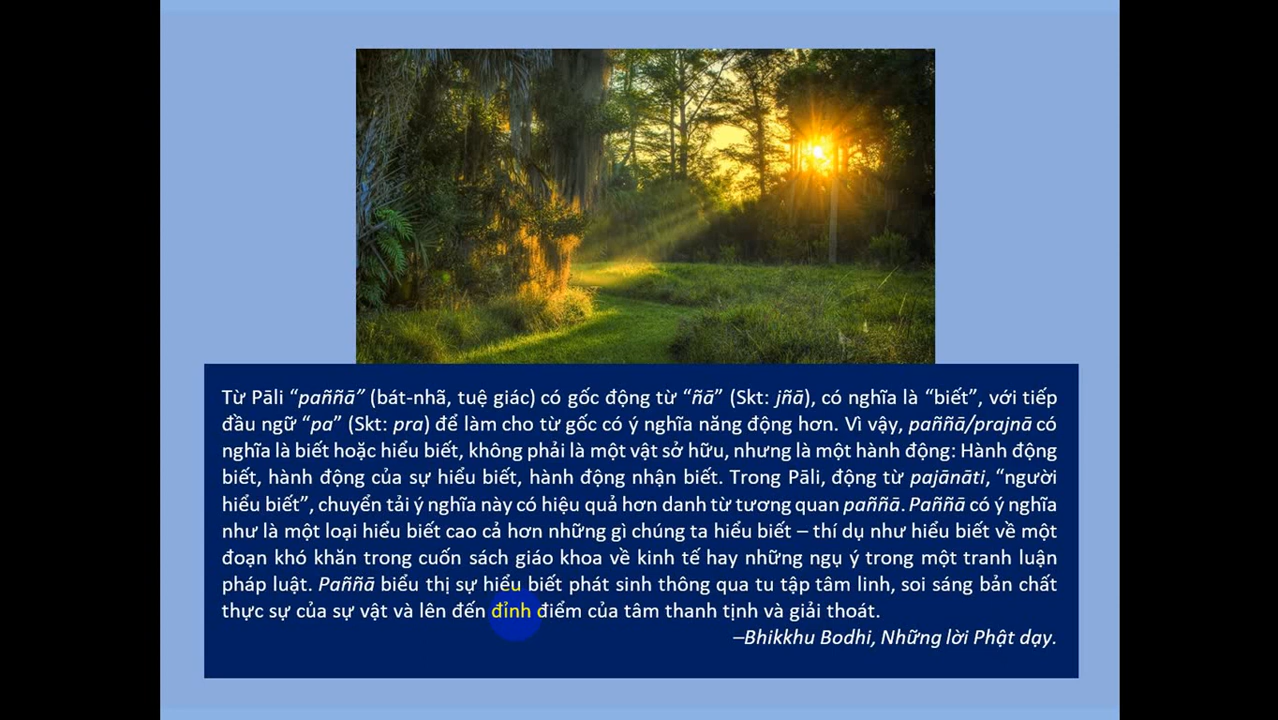 Từ Pāli “paññā” (bát-nhã, tuệ giác) có gốc động từ “ñā” (Skt: jñā), có nghĩa là “biết”, với tiếp
đầu ngữ “pa” (Skt: pra) để làm cho từ gốc có ý nghĩa năng động hơn. Vì vậy, paññā/prajnā có
nghĩa là biết hoặc hiểu biết, không phải là một vật sở hữu, nhưng là một hành động: Hành động
biết, hành động của sự hiểu biết, hành động nhận biết. Trong Pāli, động từ pajānāti, “người
hiểu biết”, chuyển tải ý nghĩa này có hiệu quả hơn danh từ tương quan paññā. Paññā có ý nghĩa
như là một loại hiểu biết cao cả hơn những gì chúng ta hiểu biết – thí dụ như hiểu biết về một
đoạn khó khăn trong cuốn sách giáo khoa về kinh tế hay những ngụ ý trong một tranh luận
pháp luật. Paññā biểu thị sự hiểu biết phát sinh thông qua tu tập tâm linh, soi sáng bản chất
thực sự của sự vật và lên đến đỉnh điểm của tâm thanh tịnh và giải thoát.
–Bhikkhu Bodhi, Những lời Phật dạy.